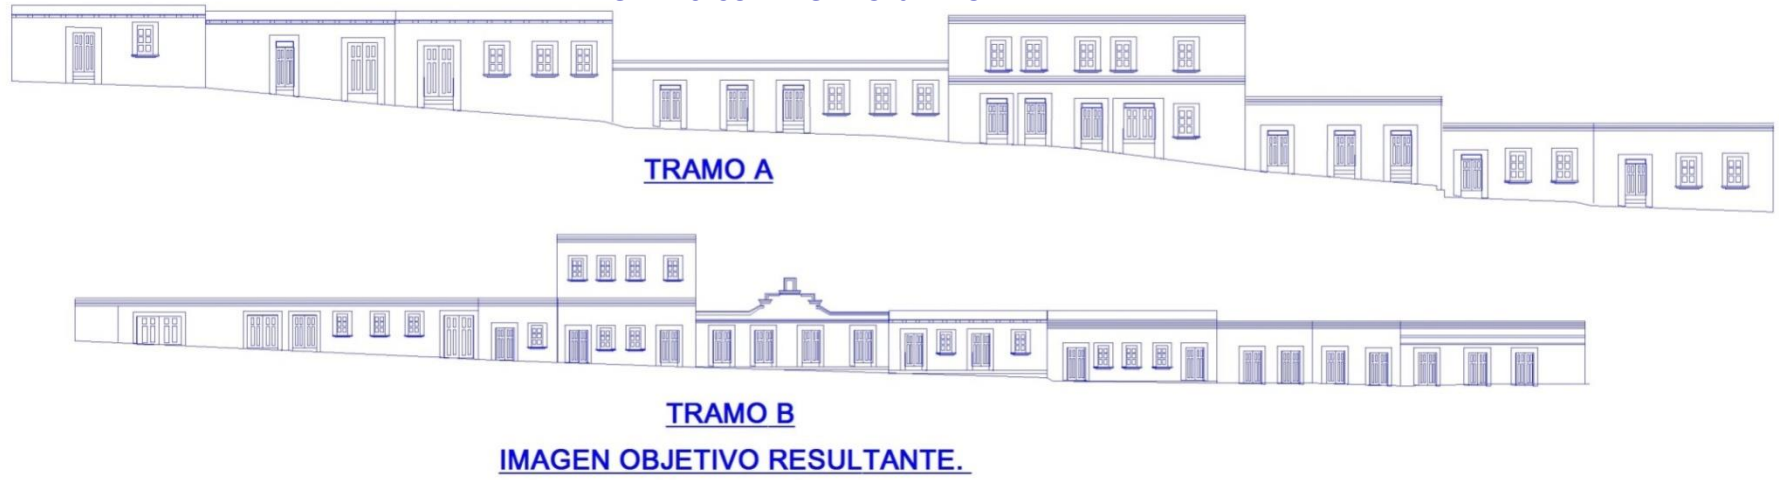 TRAMO A
TRAMO B
IMAGEN OBJETIVO RESULTANTE.